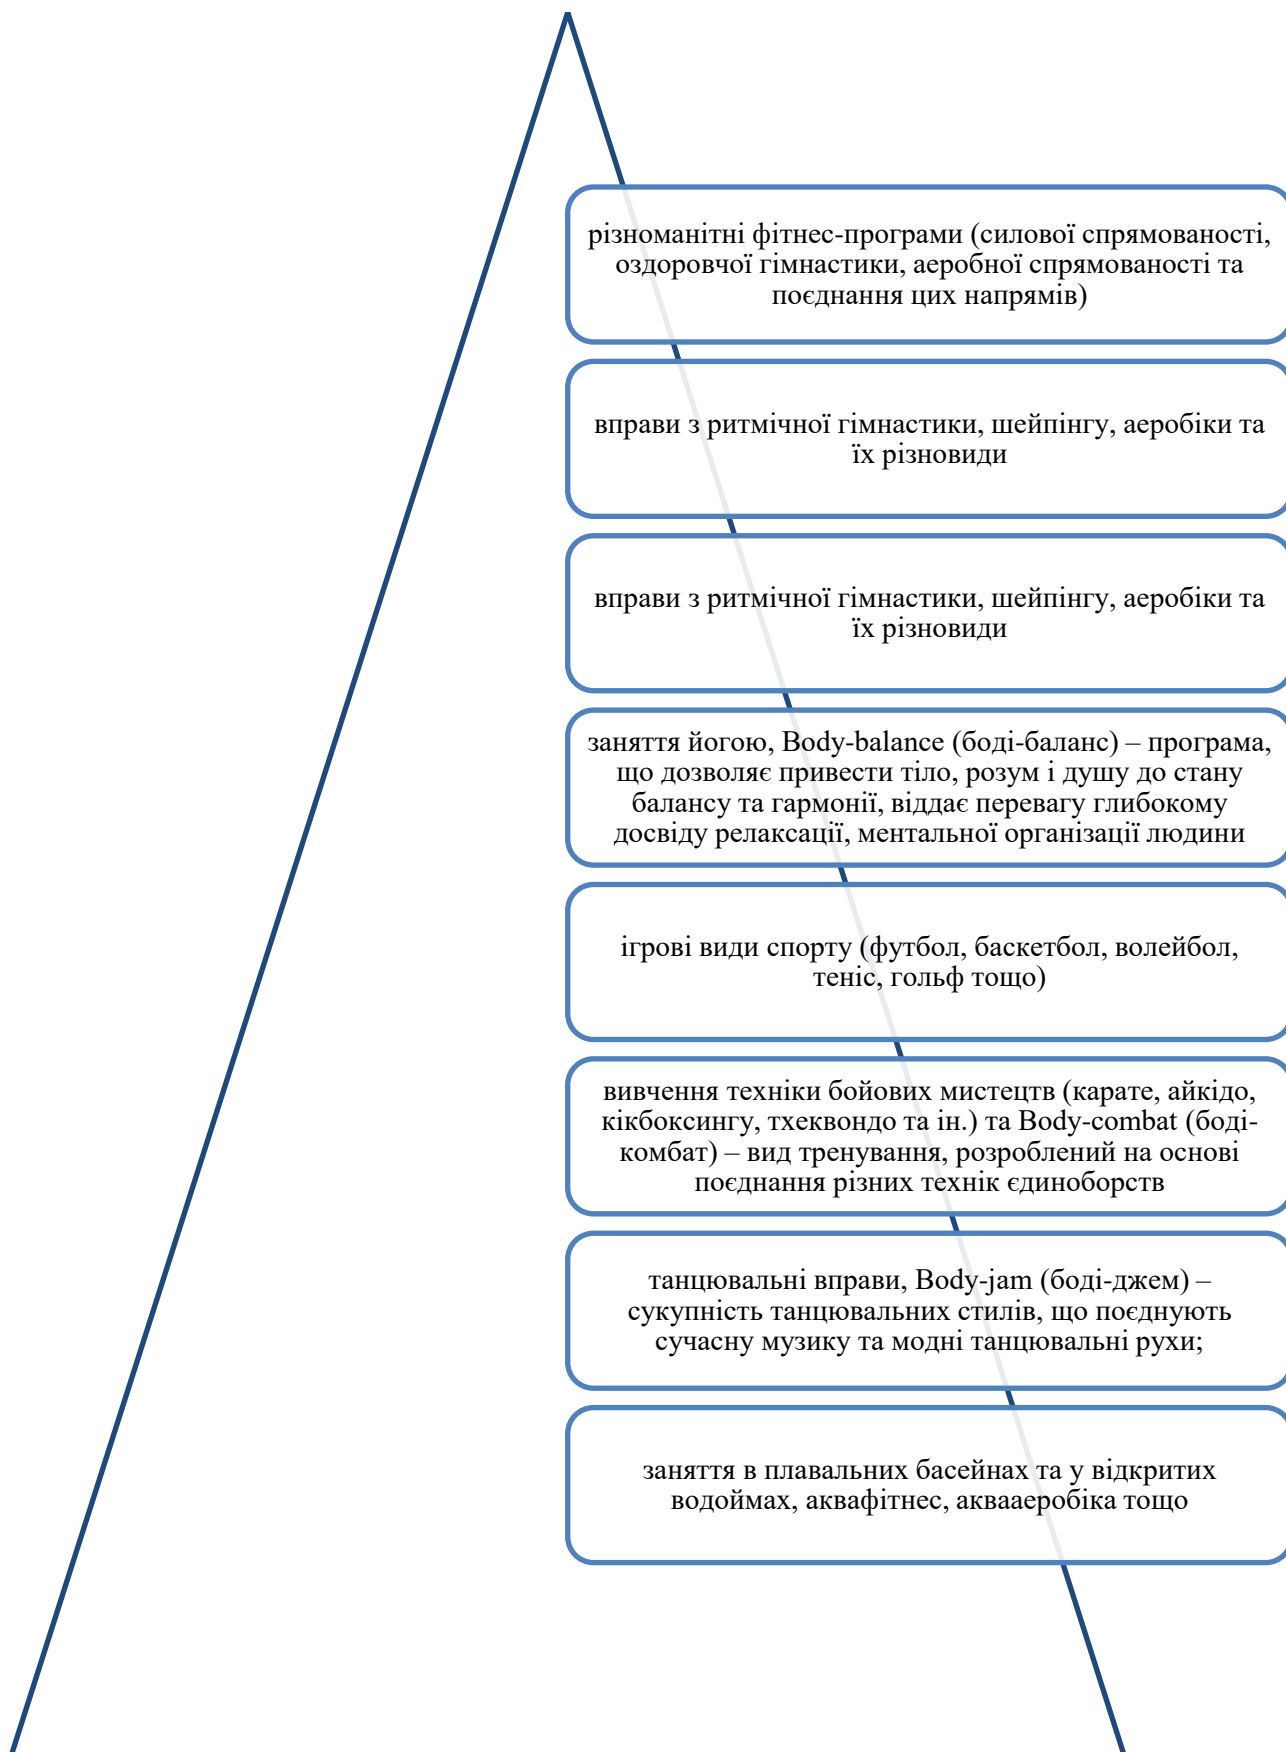 різноманітні фітнес-програми (силової спрямованості,
оздоровчої гімнастики, аеробної спрямованості та
поєднання цих напрямів)
вправи з ритмічної гімнастики, шейпінгу, аеробіки та
їх різновиди
вправи з ритмічної гімнастики, шейпінгу, аеробіки та
їх різновиди
заняття йогою, Body-balance (боді-баланс) – програма,
що дозволяє привести тіло, розум і душу до стану
балансу та гармонії, віддає перевагу глибокому
досвіду релаксації, ментальної організації людини
ігрові види спорту (футбол, баскетбол, волейбол,
теніс, гольф тощо)
вивчення техніки бойових мистецтв (карате, айкідо,
кікбоксингу, тхеквондо та ін.) та Body-combat (боді-
комбат) – вид тренування, розроблений на основі
поєднання різних технік єдиноборств
танцювальні вправи, Body-jam (боді-джем) –
сукупність танцювальних стилів, що поєднують
сучасну музику та модні танцювальні рухи;
заняття в плавальних басейнах та у відкритих
водоймах, аквафітнес, аквааеробіка тощо